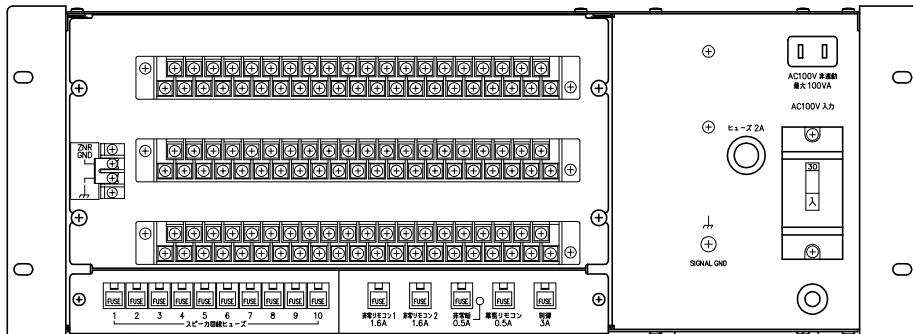 AC100V 非連動
最大 100VA
AC100V 入力
ヒューズ 2A
30
入
ZNR
GND
SIGNAL GND
FUSE FUSE FUSE FUSE FUSE FUSE FUSE FUSE FUSE FUSE
1 2 3 4 5 6 7 8 9 10
スピーカ回線ヒューズ
FUSE FUSE FUSE FUSE FUSE
非常リモコン1 非常リモコン2 非常断 業務リモコン 制御
1.6A 1.6A 0.5A 0.5A 3A